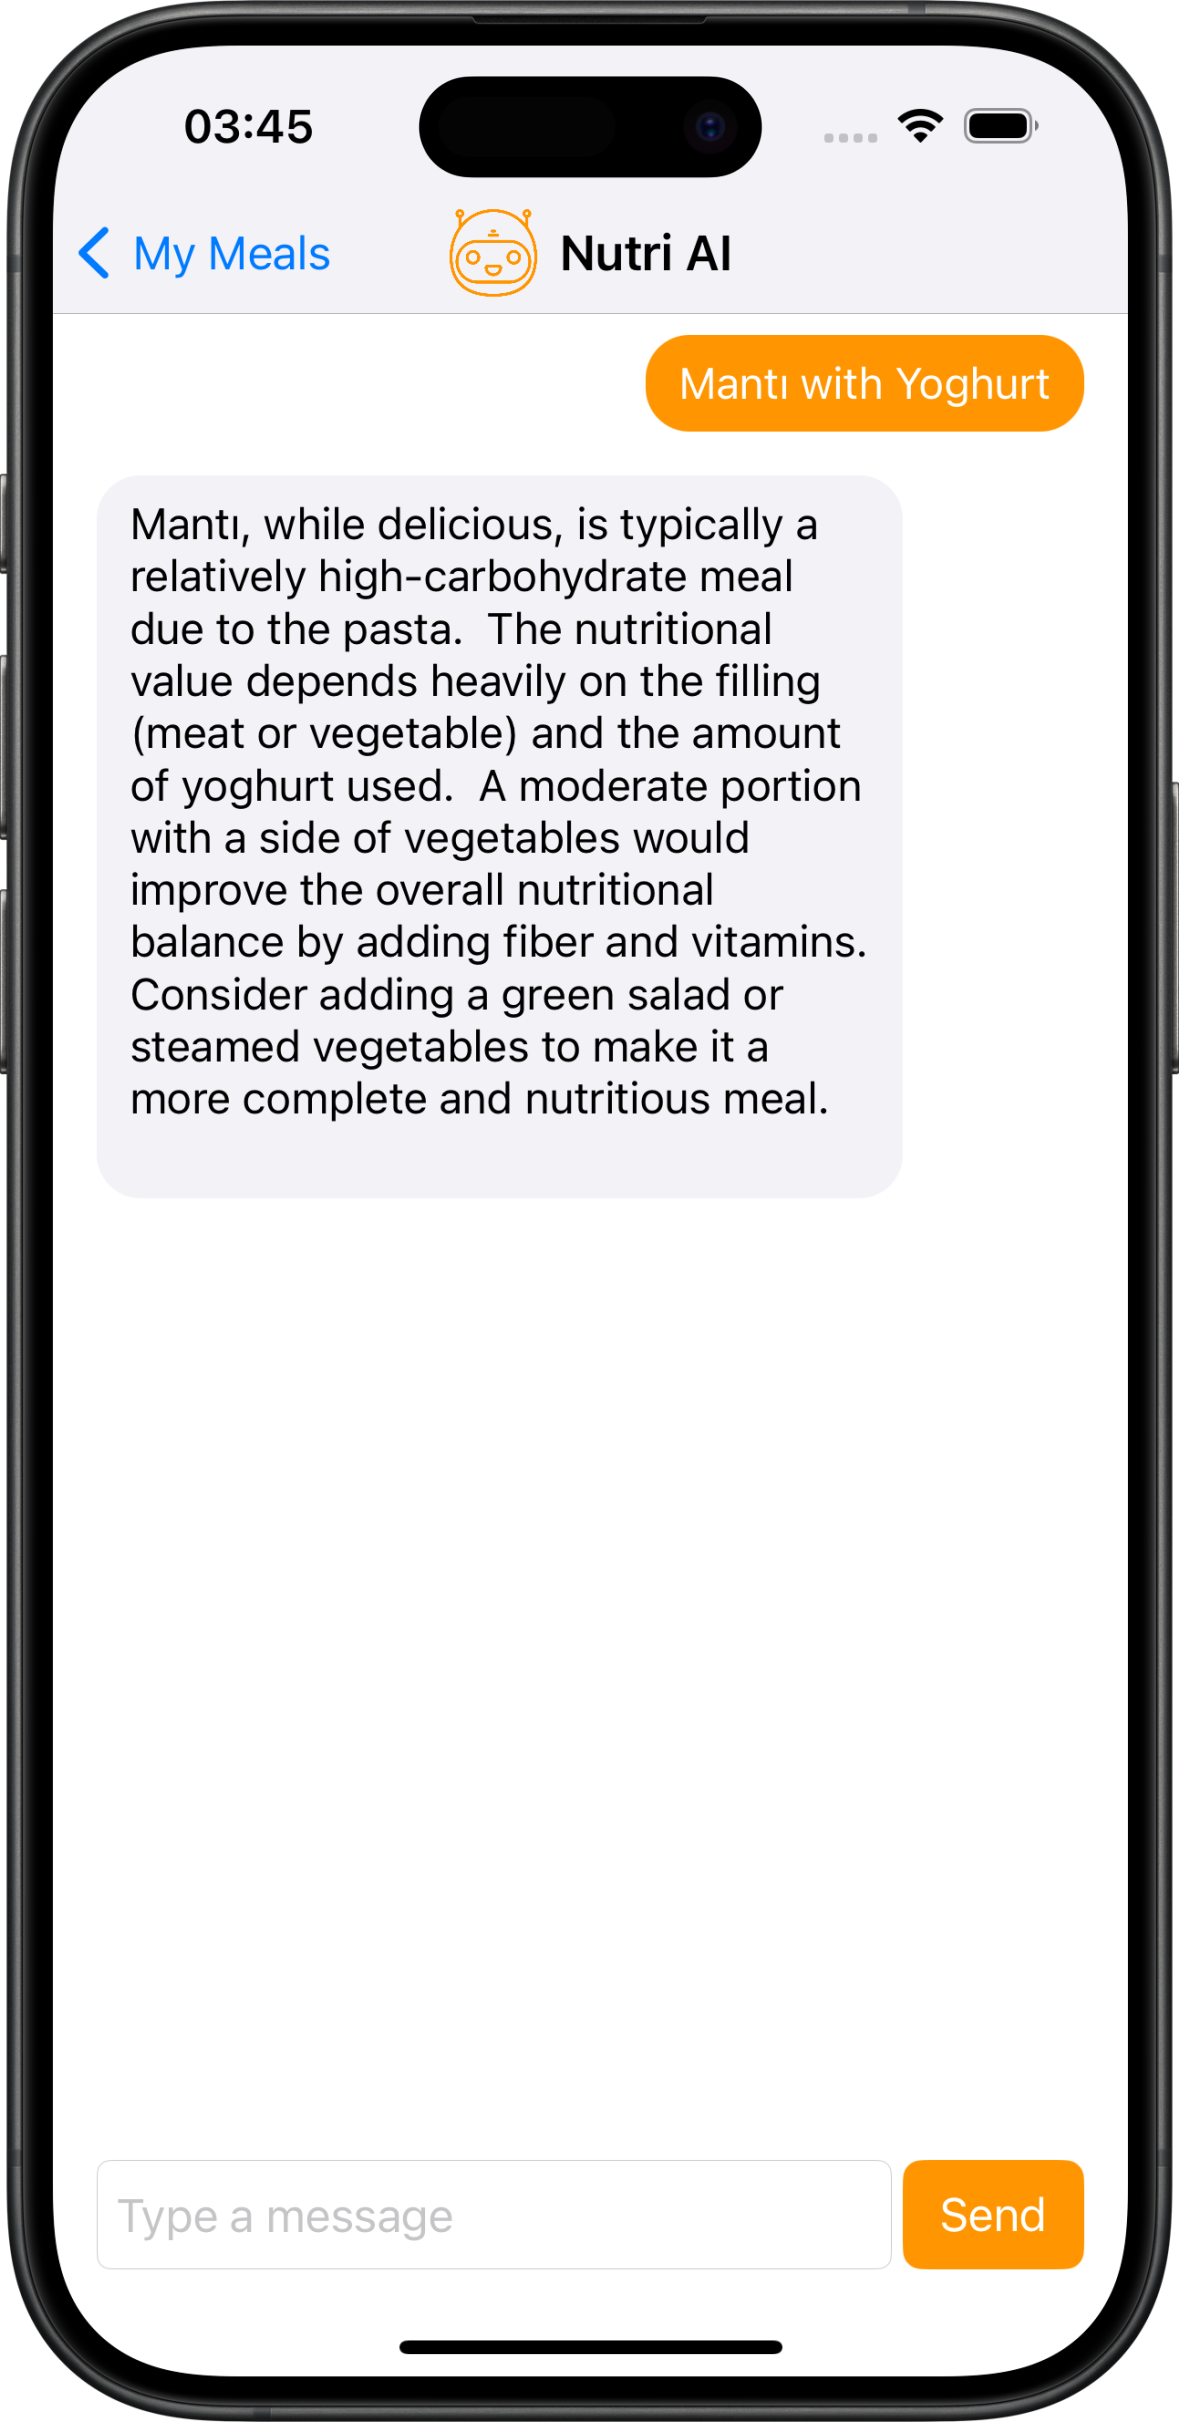 03:45
My Meals
Nutri AI
Mantı with Yoghurt
Mantı, while delicious, is typically a
relatively high-carbohydrate meal
due to the pasta.  The nutritional
value depends heavily on the filling
(meat or vegetable) and the amount
of yoghurt used.  A moderate portion
with a side of vegetables would
improve the overall nutritional
balance by adding fiber and vitamins.
Consider adding a green salad or
steamed vegetables to make it a
more complete and nutritious meal.
Type a message
Send